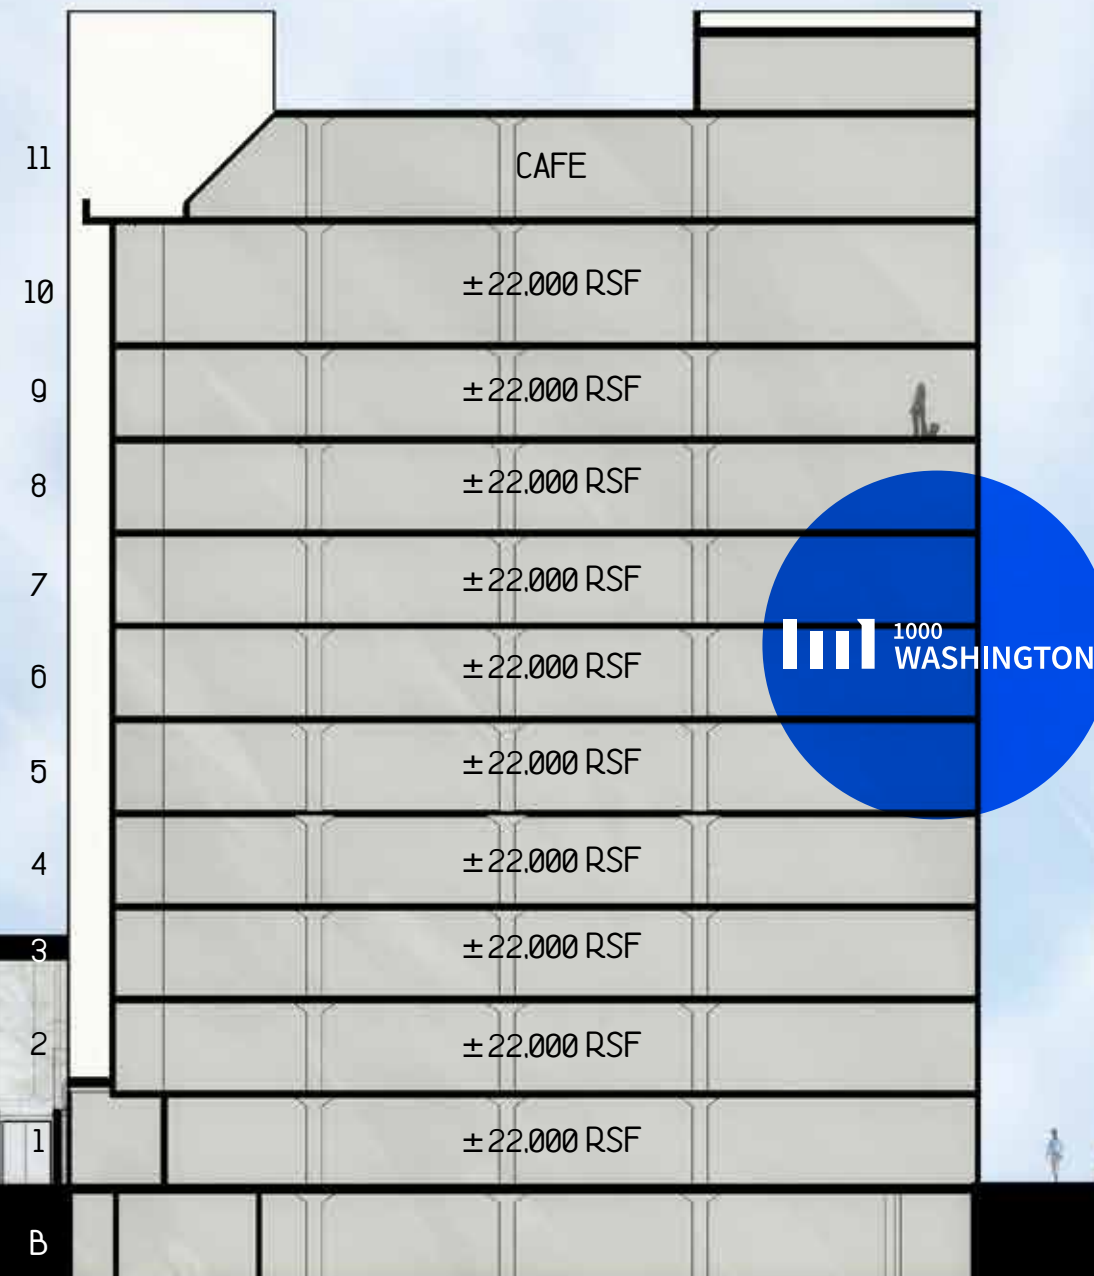 11
CAFE
10
±22,000 RSF
9
±22,000 RSF
8
±22,000 RSF
7
±22,000 RSF
1000
WASHINGTON
6
±22,000 RSF
5
±22,000 RSF
4
±22,000 RSF
3
±22,000 RSF
2
±22,000 RSF
1
±22,000 RSF
B